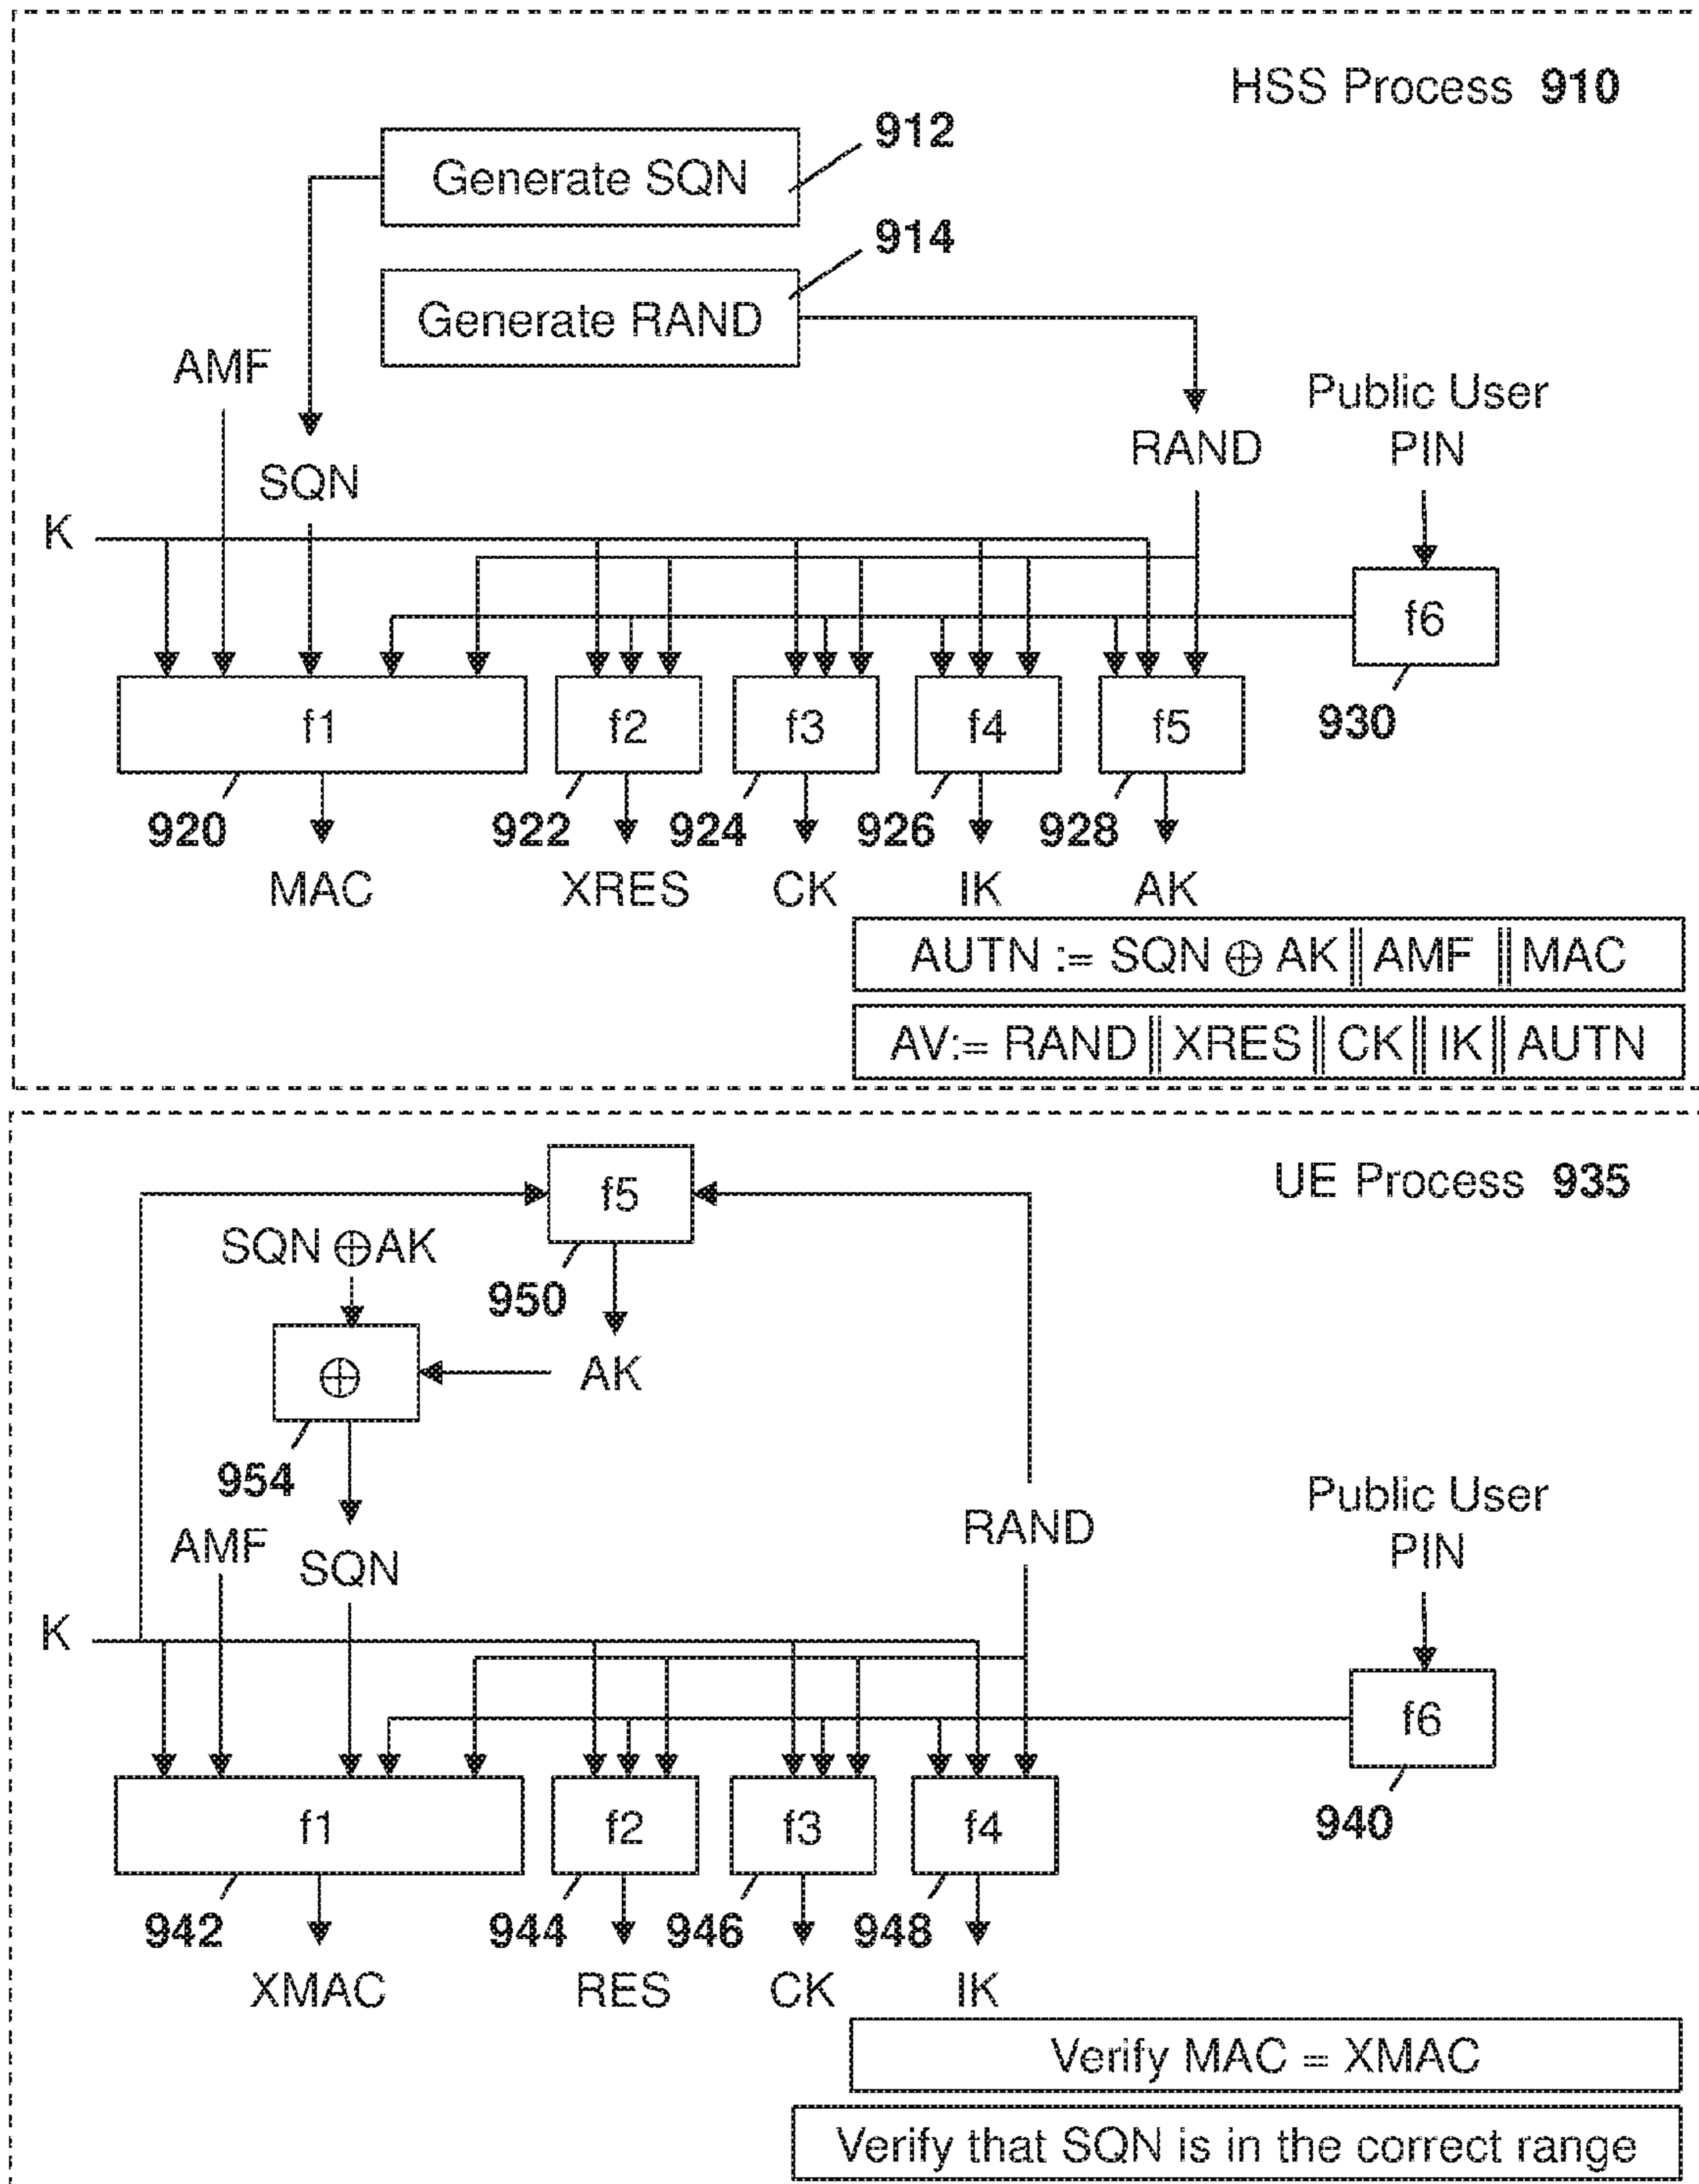 HSS Process 910
912
Generate SQN
914
Generate RAND
AMF
Public User
PIN
RAND
SQN
K
f6
930
f1 f2 f3 f4 f5
920 922 924 926 928
MAC XRES CK IK AK
AUTN := SQN ⊕ AK || AMF || MAC
AV:= RAND || XRES || CK || IK || AUTN
UE Process 935
f5
SQN ⊕ AK
950
⊕
AK
954
Public User
PIN
RAND
AMF
SQN
K
f6
940
f1 f2 f3 f4
942 944 946 948
XMAC RES CK IK
Verify MAC = XMAC
Verify that SQN is in the correct range